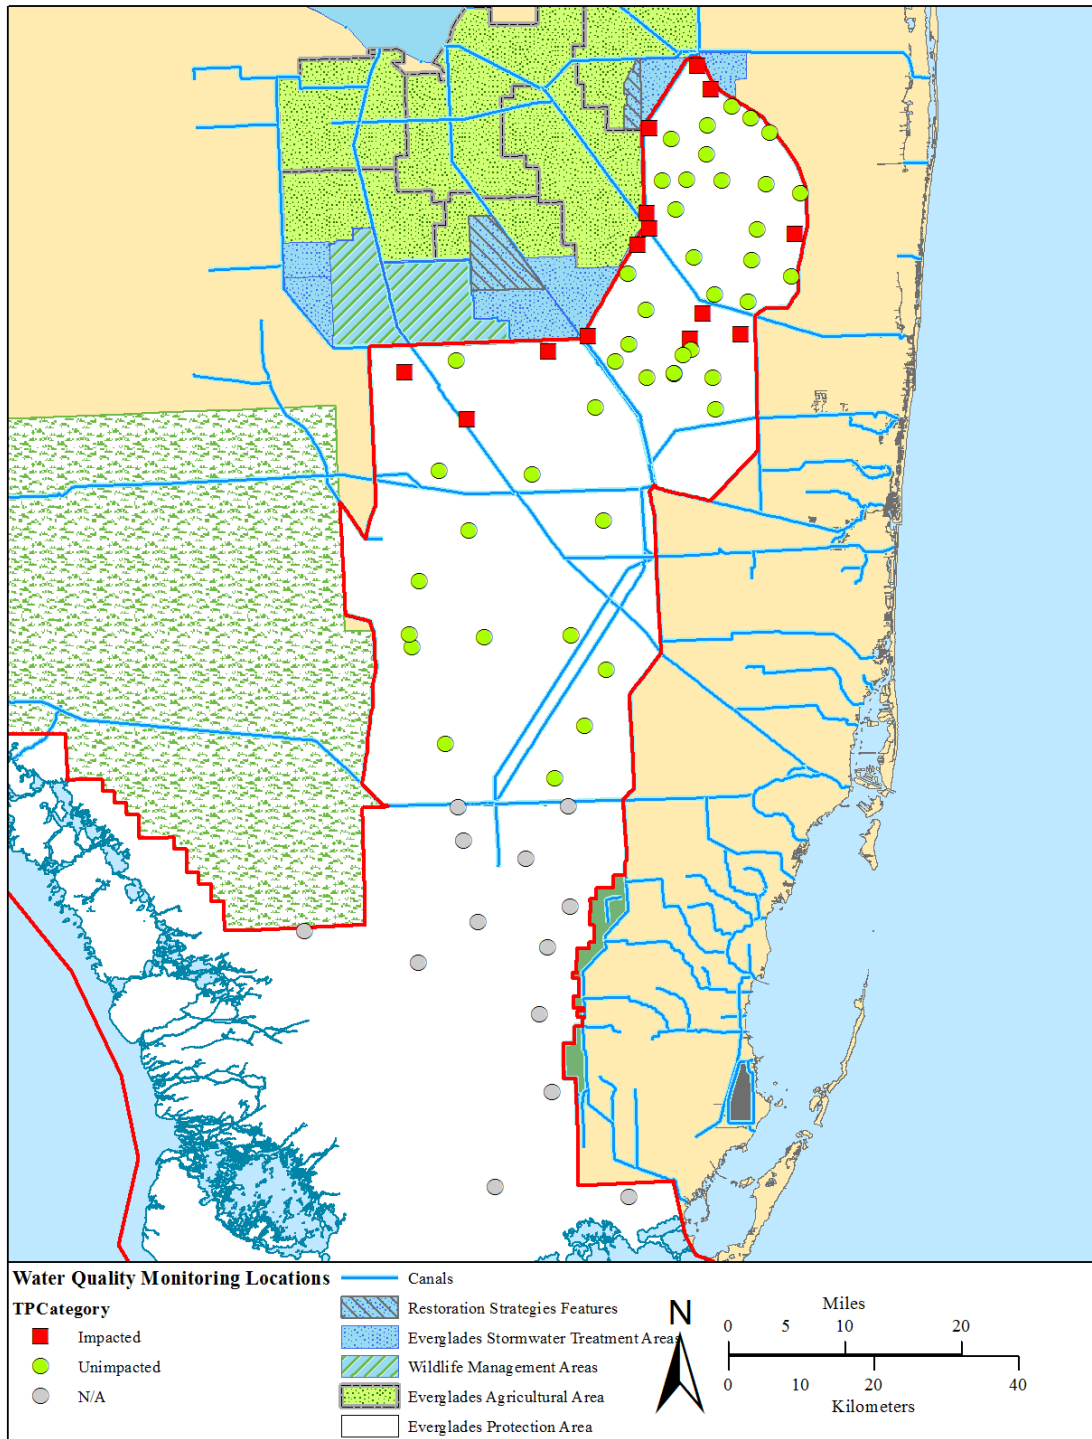 Water Quality Monitoring Locations
TPCategory
Impacted
Unimpacted
N/A
Canals
Restoration Strategies Features
Everglades Stormwater Treatment Areas
Wildlife Management Areas
Everglades Agricultural Area
Everglades Protection Area
N
Miles
0 5 10 20
0 10 20 40
Kilometers